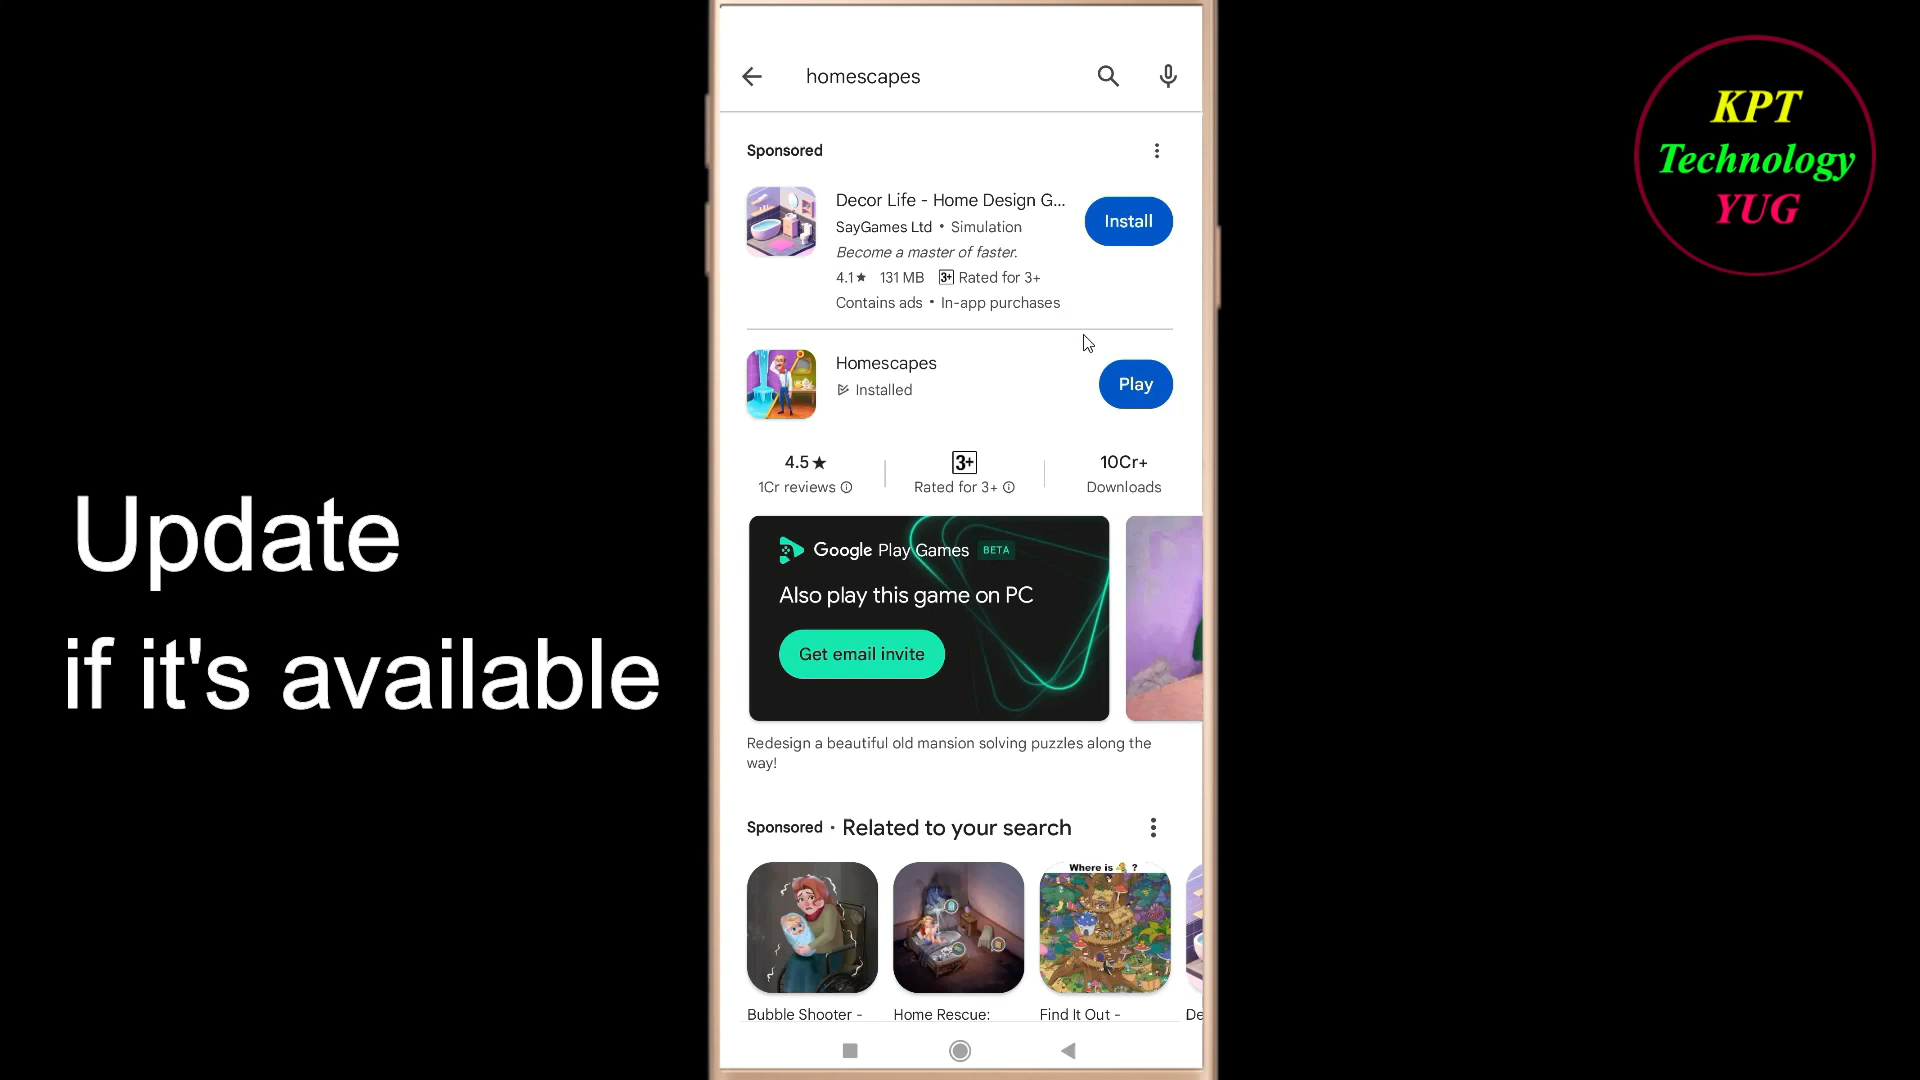 homescapes
Sponsored
Decor Life - Home Design G...
SayGames Ltd • Simulation
Become a master of faster.
4.1★ 131 MB 3+ Rated for 3+
Contains ads • In-app purchases
Install
Homescapes
Installed
Play
4.5★
1Cr reviews
3+
Rated for 3+
10Cr+
Downloads
Google Play Games BETA
Also play this game on PC
Get email invite
Redesign a beautiful old mansion solving puzzles along the
way!
Sponsored · Related to your search
Where is ?
Bubble Shooter -
Home Rescue:
Find It Out -
De
Update
if it's available
KPT
Technology
YUG